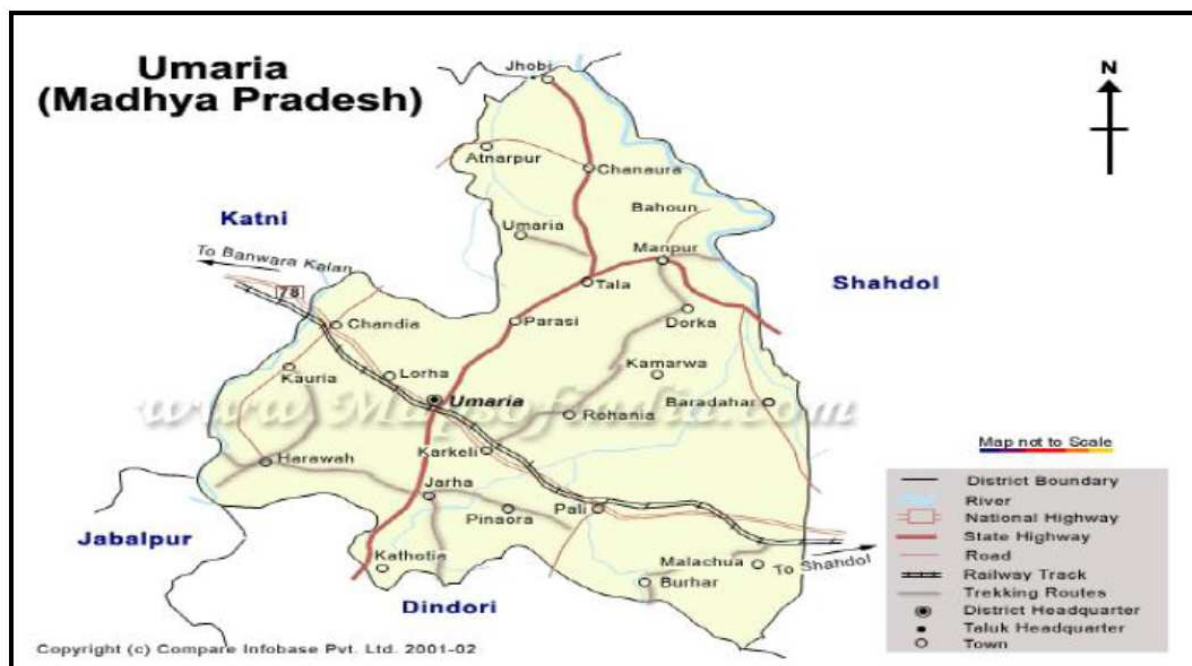 Umaria
(Madhya Pradesh)
N
Jhobi
Atnarpur
Chanaura
Bahoun
Katni
Umaria
Manpur
To Banwara Kalan
78
Tala
Shahdol
Chandia
Parasi
Dorka
Kauria
Lorha
Kamarwa
Umaria
Baradahar
www.MapsofIndia.com
Rohania
Karkeli
Map not to Scale
Harawah
Jarha
Pinaora
Pali
Jabalpur
Kathotia
Malachua
To Shahdol
Burhar
Dindori
District Boundary
River
National Highway
State Highway
Road
Railway Track
Trekking Routes
District Headquarter
Taluk Headquarter
Town
Copyright (c) Compare Infobase Pvt. Ltd. 2001-02